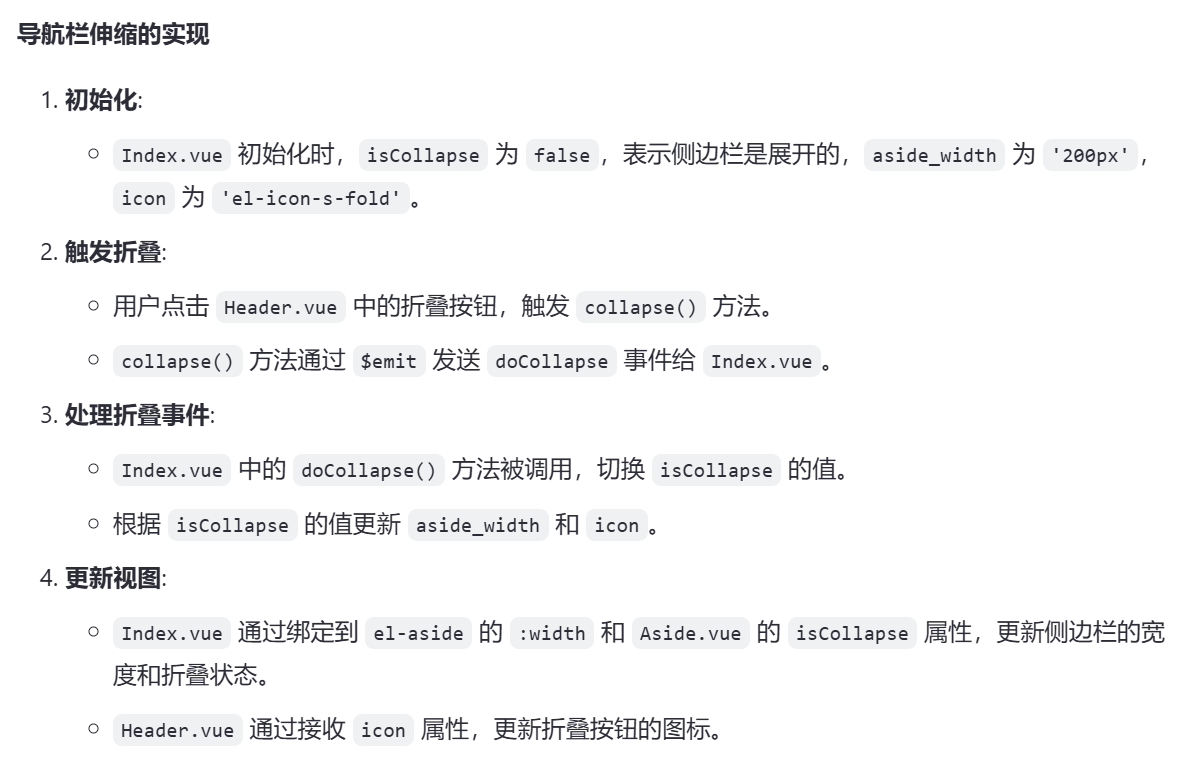 导航栏伸缩的实现
1. 初始化:
Index.vue 初始化时，isCollapse 为 false，表示侧边栏是展开的，aside_width 为 '200px'，
icon 为 'el-icon-s-fold'。
2. 触发折叠:
用户点击 Header.vue 中的折叠按钮，触发 collapse() 方法。
collapse() 方法通过 $emit 发送 doCollapse 事件给 Index.vue。
3. 处理折叠事件:
Index.vue 中的 doCollapse() 方法被调用，切换 isCollapse 的值。
根据 isCollapse 的值更新 aside_width 和 icon。
4. 更新视图:
Index.vue 通过绑定到 el-aside 的 :width 和 Aside.vue 的 isCollapse 属性，更新侧边栏的宽
度和折叠状态。
Header.vue 通过接收 icon 属性，更新折叠按钮的图标。